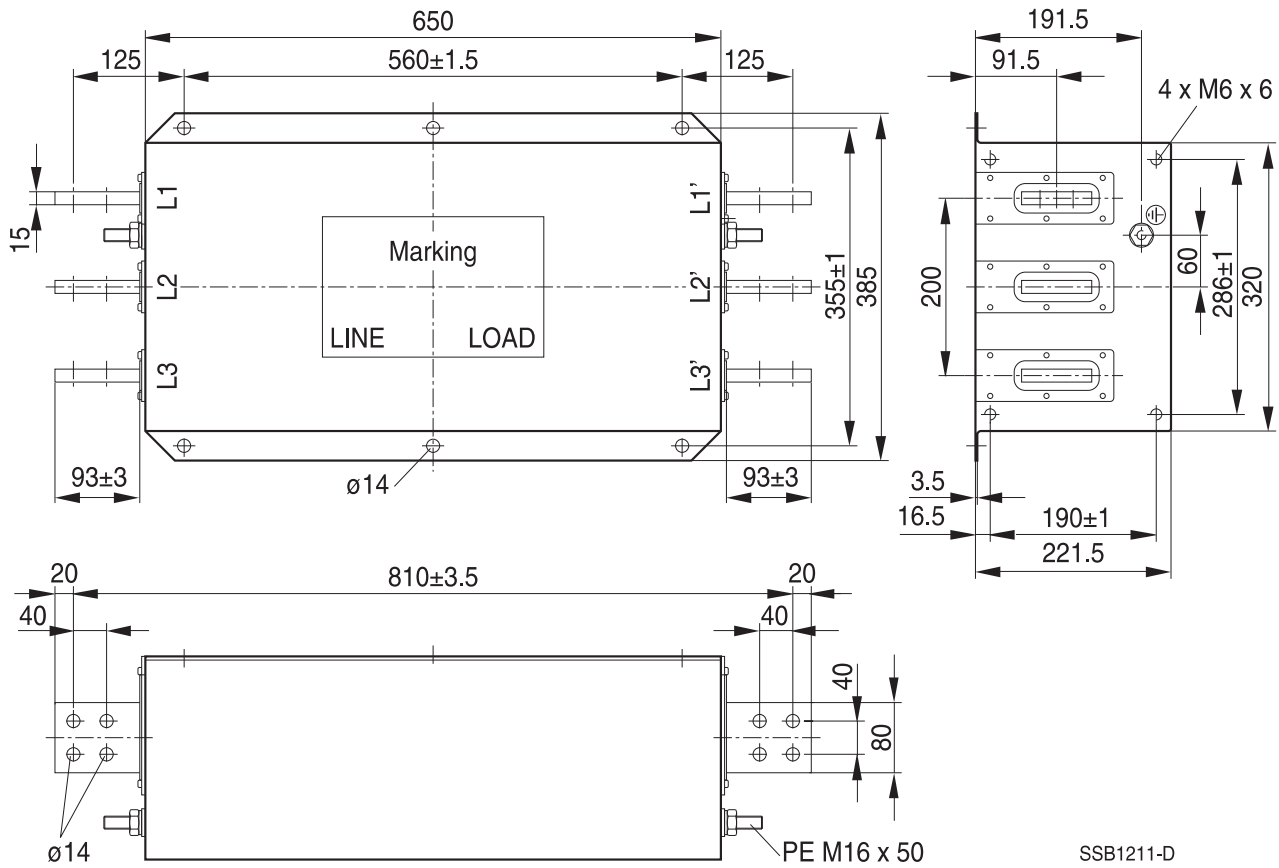 650
191.5
125
560±1.5
125
91.5
4 x M6 x 6
L1
L1’
15
Marking
L2
L2’
LINE
LOAD
L3
L3’
355±1
385
200
60
286±1
320
93±3
ø14
93±3
3.5
16.5
190±1
221.5
20
810±3.5
20
40
40
40
80
ø14
PE M16 x 50
SSB1211-D